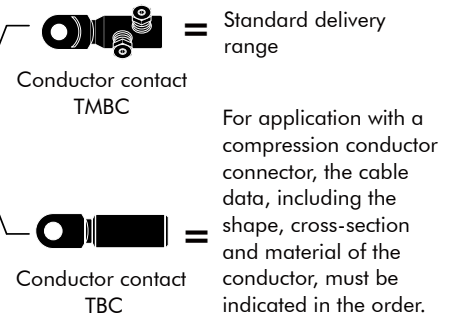 =
Standard delivery
range
Conductor contact
TMBC
For application with a
compression conductor
connector, the cable
data, including the
=
shape, cross-section
and material of the
conductor, must be
indicated in the order.
Conductor contact
TBC